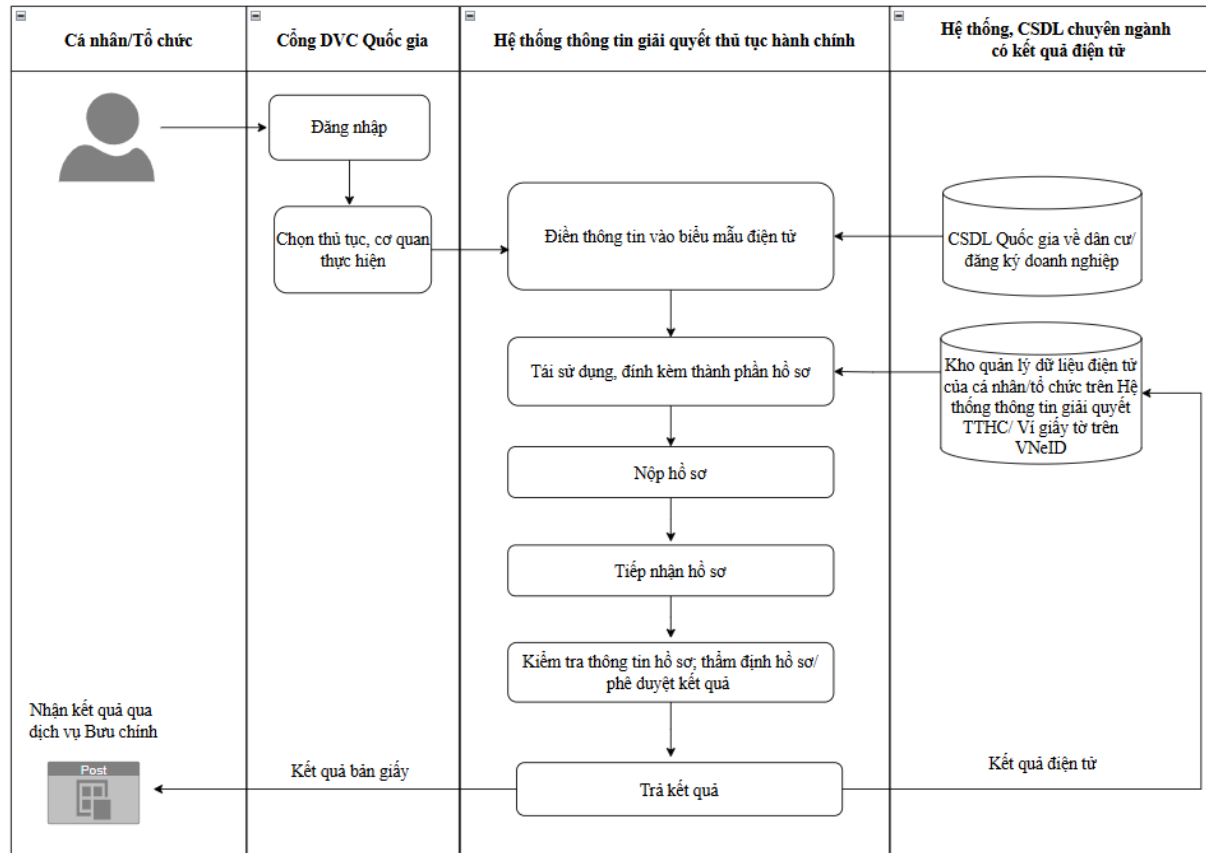 Cá nhân/Tổ chức
Cổng DVC Quốc gia
Hệ thống thông tin giải quyết thủ tục hành chính
Hệ thống, CSDL chuyên ngành
có kết quả điện tử
Đăng nhập
Chọn thủ tục, cơ quan
thực hiện
Điền thông tin vào biểu mẫu điện tử
CSDL Quốc gia về dân cư/
đăng ký doanh nghiệp
Tái sử dụng, đính kèm thành phần hồ sơ
Kho quản lý dữ liệu điện tử
của cá nhân/tổ chức trên Hệ
thống thông tin giải quyết
TTHC/ Ví giấy tờ trên
VNeID
Nộp hồ sơ
Tiếp nhận hồ sơ
Kiểm tra thông tin hồ sơ; thẩm định hồ sơ/
phê duyệt kết quả
Nhận kết quả qua
dịch vụ Bưu chính
Post
Kết quả bản giấy
Trả kết quả
Kết quả điện tử